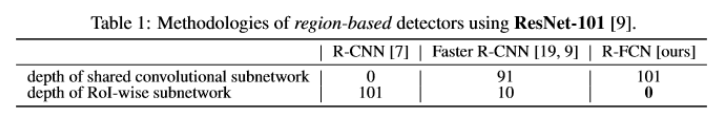 Table 1: Methodologies of region-based detectors using ResNet-101 [9].
| R-CNN [7] | Faster R-CNN [19, 9] | R-FCN [ours]
depth of shared convolutional subnetwork 0 91 101
depth of RoI-wise subnetwork 101 10 0